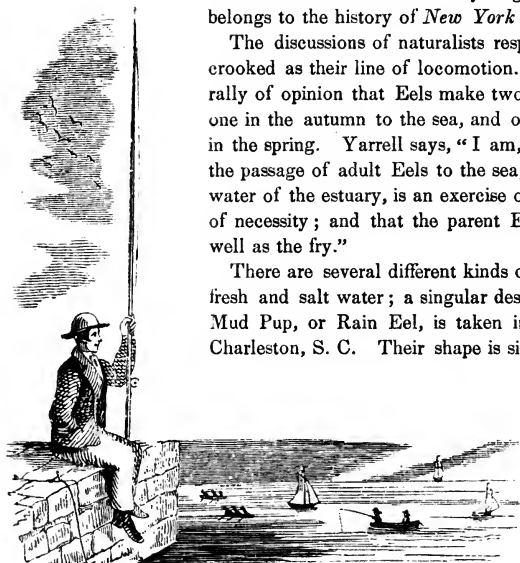 belongs to the history of New York
The discussions of naturalists resp
crooked as their line of locomotion.
rally of opinion that Eels make two
one in the autumn to the sea, and o
in the spring. Yarrell says, “ I am,
the passage of adult Eels to the sea,
water of the estuary, is an exercise o
of necessity ; and that the parent E
well as the fry.”
There are several different kinds o
fresh and salt water ; a singular des
Mud Pup, or Rain Eel, is taken i
Charleston, S. C. Their shape is si